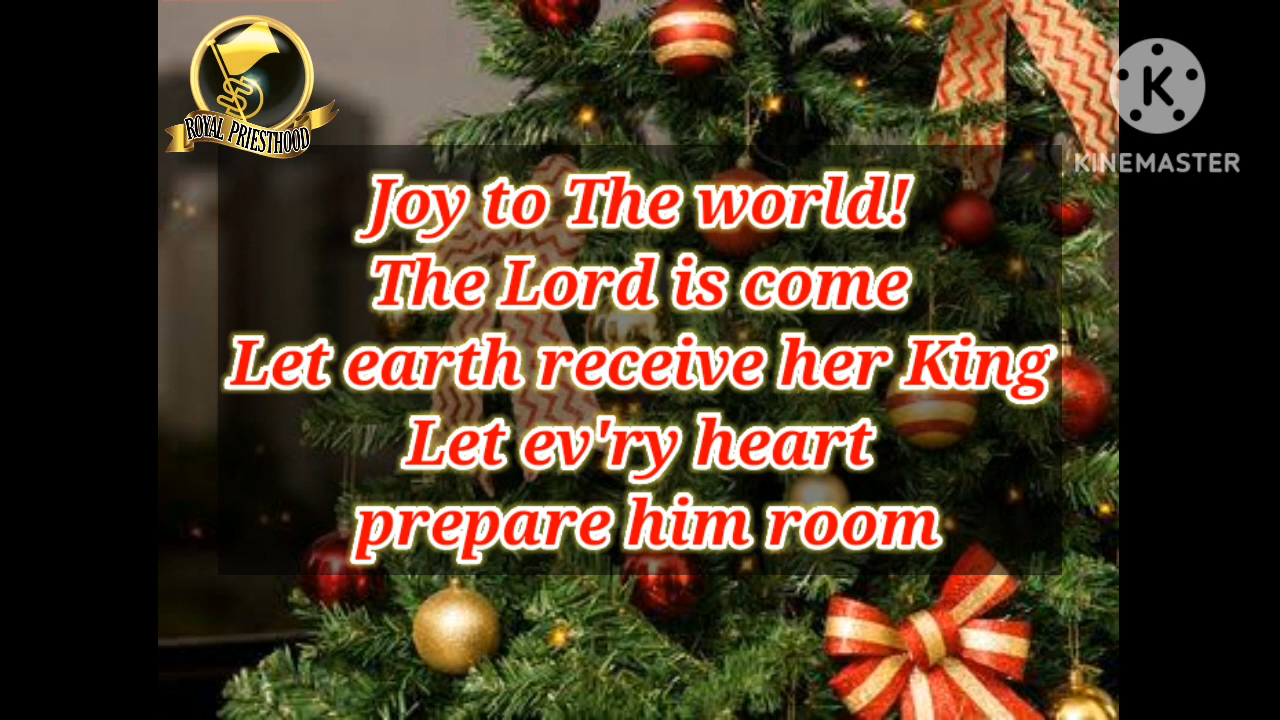 ROYAL PRIESTHOOD
KINEMASTER
Joy to The world!
The Lord is come
Let earth receive her King
Let ev'ry heart
prepare him room